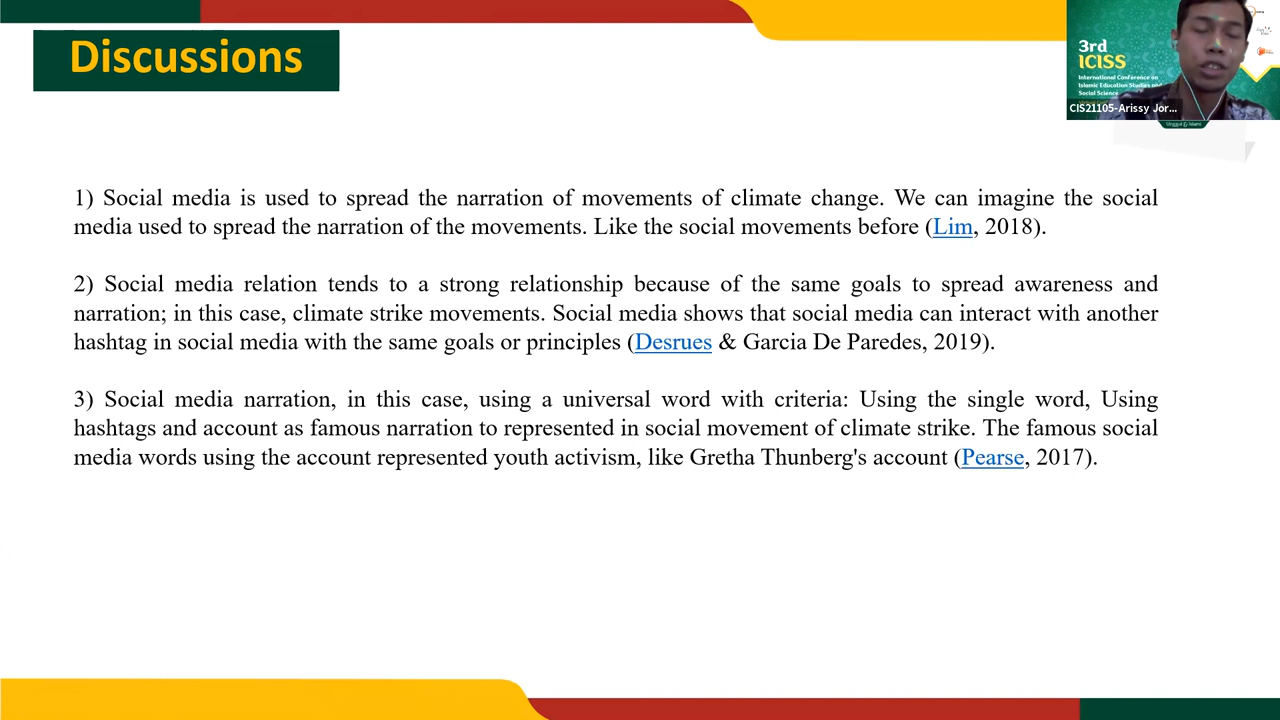 Discussions
3rd
ICISS
International Conference on
Islamic Education Studies and
Social Science
CIS21105-Arissy Jor...
1) Social media is used to spread the narration of movements of climate change. We can imagine the social
media used to spread the narration of the movements. Like the social movements before (Lim, 2018).
2) Social media relation tends to a strong relationship because of the same goals to spread awareness and
narration; in this case, climate strike movements. Social media shows that social media can interact with another
hashtag in social media with the same goals or principles (Desrues & Garcia De Paredes, 2019).
3) Social media narration, in this case, using a universal word with criteria: Using the single word, Using
hashtags and account as famous narration to represented in social movement of climate strike. The famous social
media words using the account represented youth activism, like Gretha Thunberg's account (Pearse, 2017).